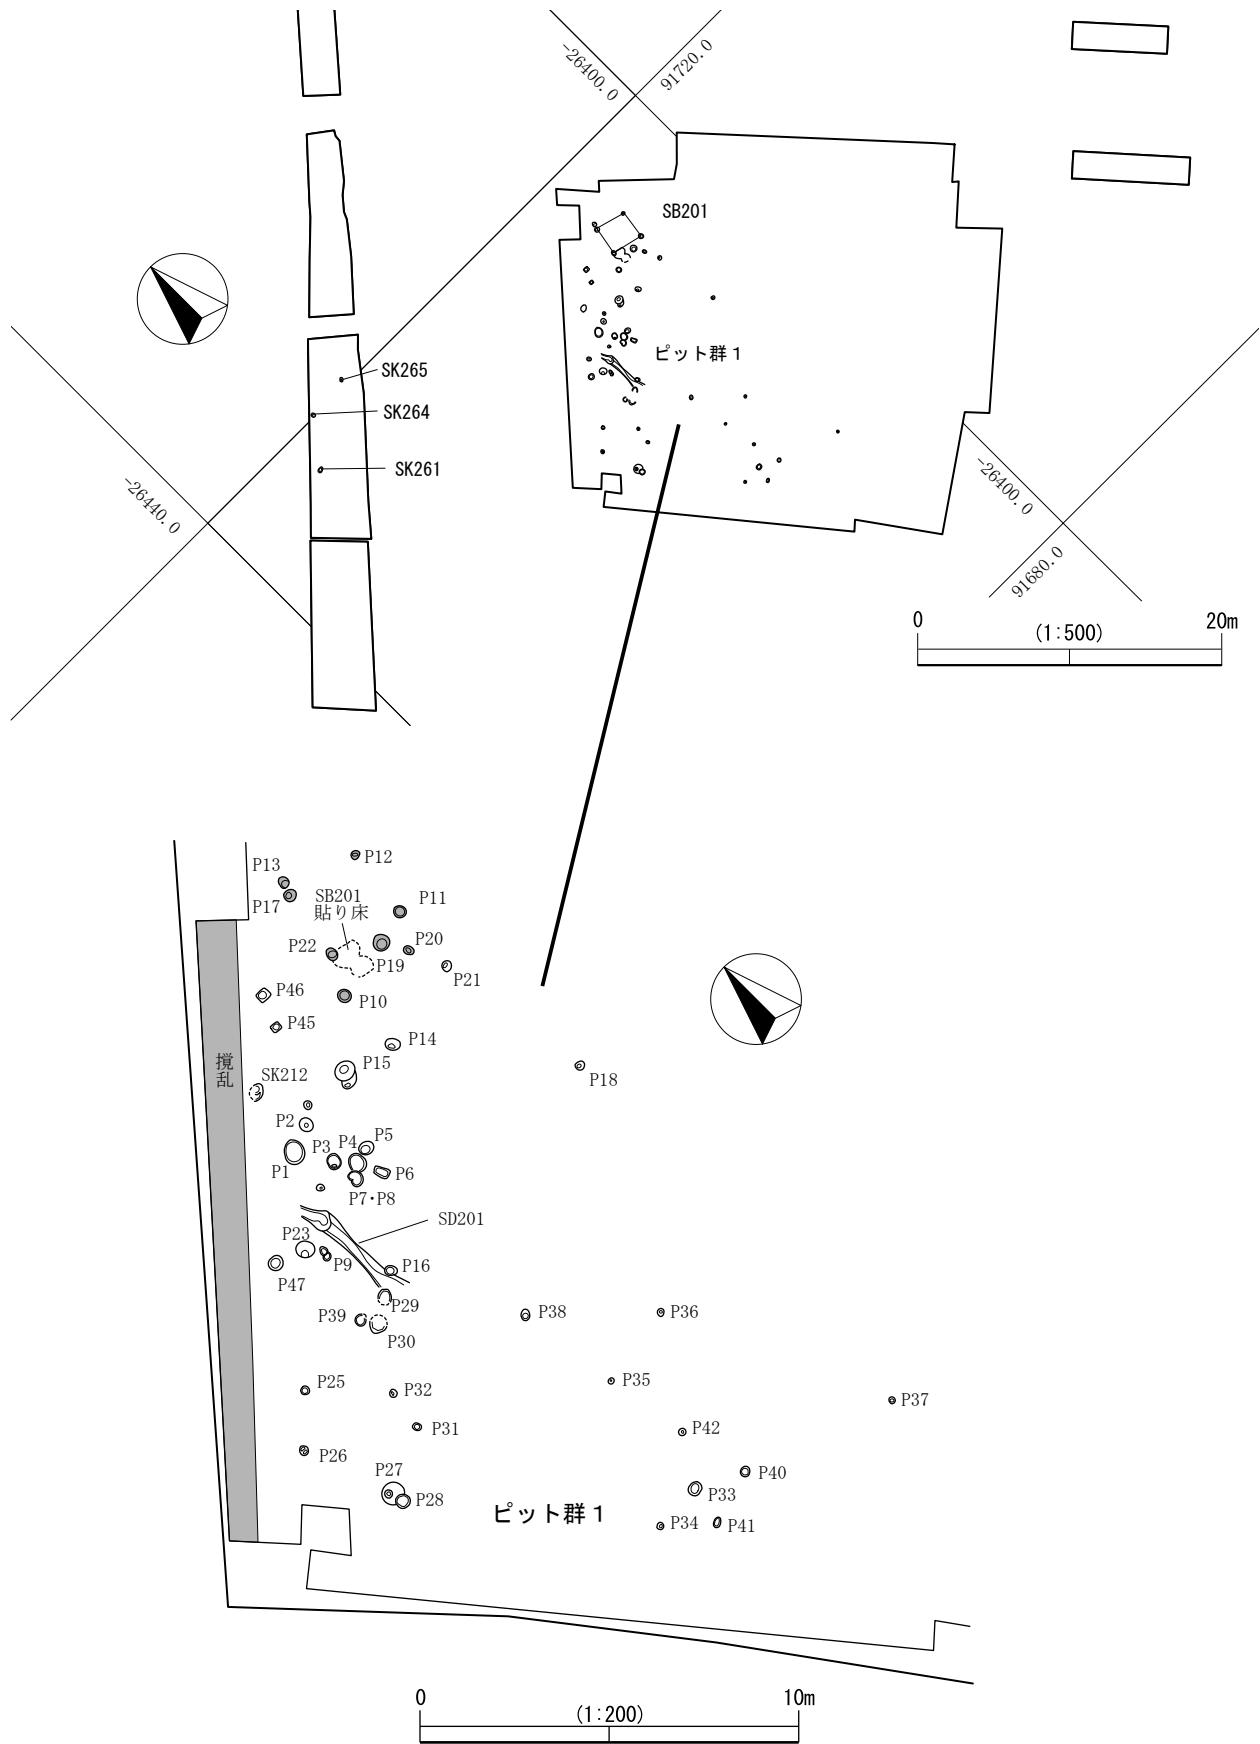 -26400.0
91720.0
SB201
ピット群１
SK265
SK264
SK261
-26440.0
-26400.0
91680.0
0
20m
(1:500)
P12
P13
P17
SB201
貼り床
P11
P22
P20
P19
P21
P46
P10
P45
P14
攪乱
SK212
P15
P18
P2
P1
P3
P4
P5
P6
P7・P8
SD201
P23
P9
P16
P47
P29
P39
P30
P38
P36
P25
P32
P35
P37
P31
P42
P26
P27
P28
P40
P33
ピット群１
P34
P41
0
10m
(1:200)